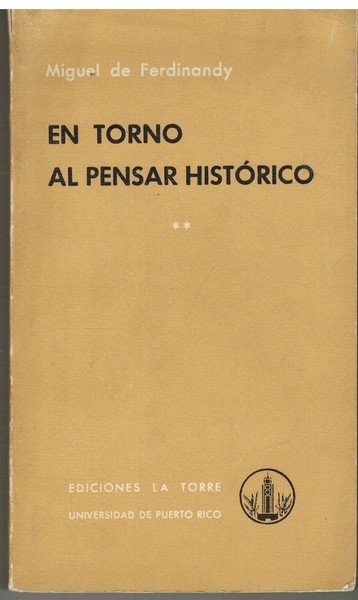 Miguel de Ferdinandy
EN TORNO
AL PENSAR HISTÓRICO
**
EDICIONES LA TORRE
UNIVERSIDAD DE PUERTO RICO